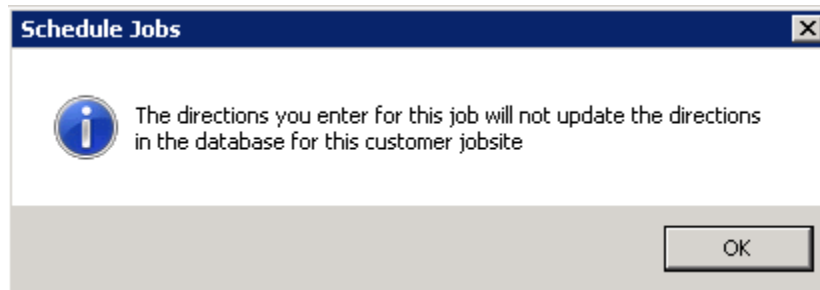 Schedule Jobs
The directions you enter for this job will not update the directions
in the database for this customer jobsite
OK